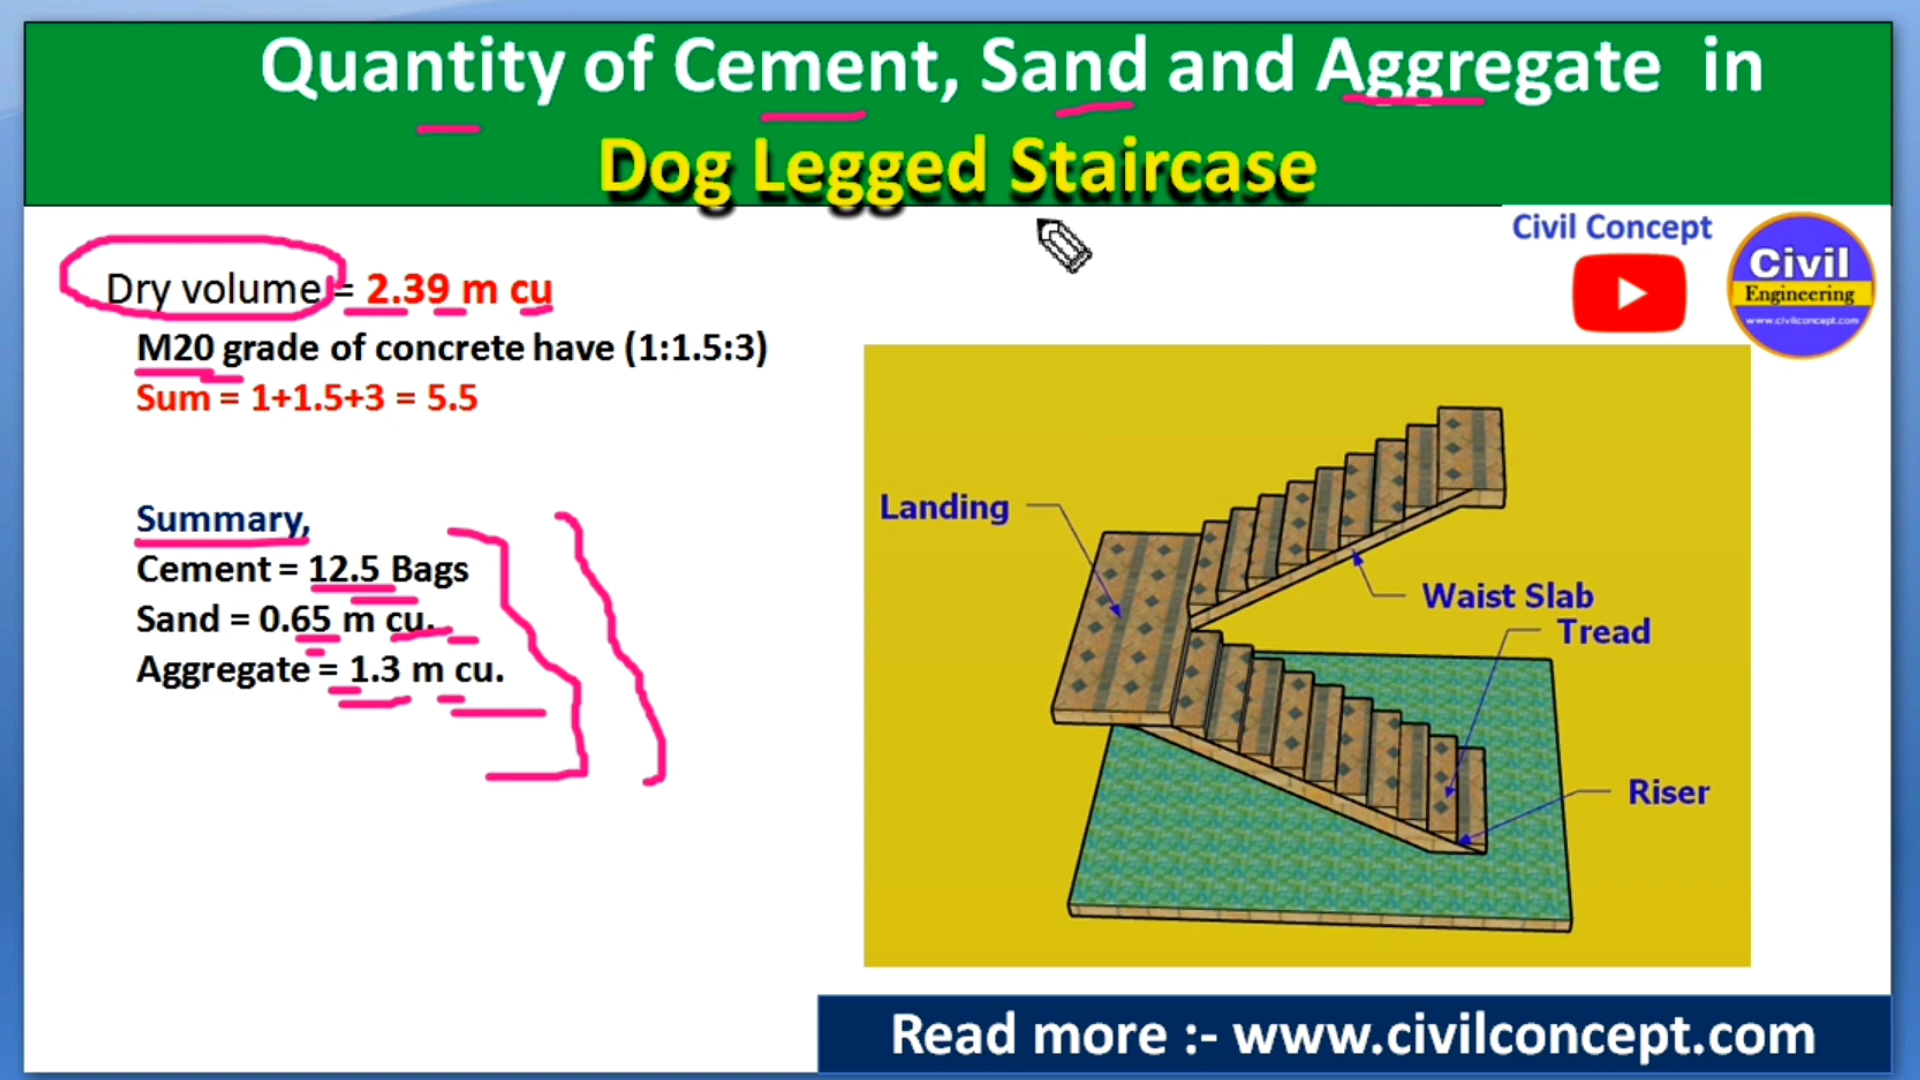 Quantity of Cement, Sand and Aggregate in
Dog Legged Staircase
Civil Concept
Civil
Engineering
www.civilconcept.com
Dry volume = 2.39 m cu
M20 grade of concrete have (1:1.5:3)
Sum = 1+1.5+3 = 5.5
Summary,
Cement = 12.5 Bags
Sand = 0.65 m cu.
Aggregate = 1.3 m cu.
Landing
Waist Slab
Tread
Riser
Read more :- www.civilconcept.com